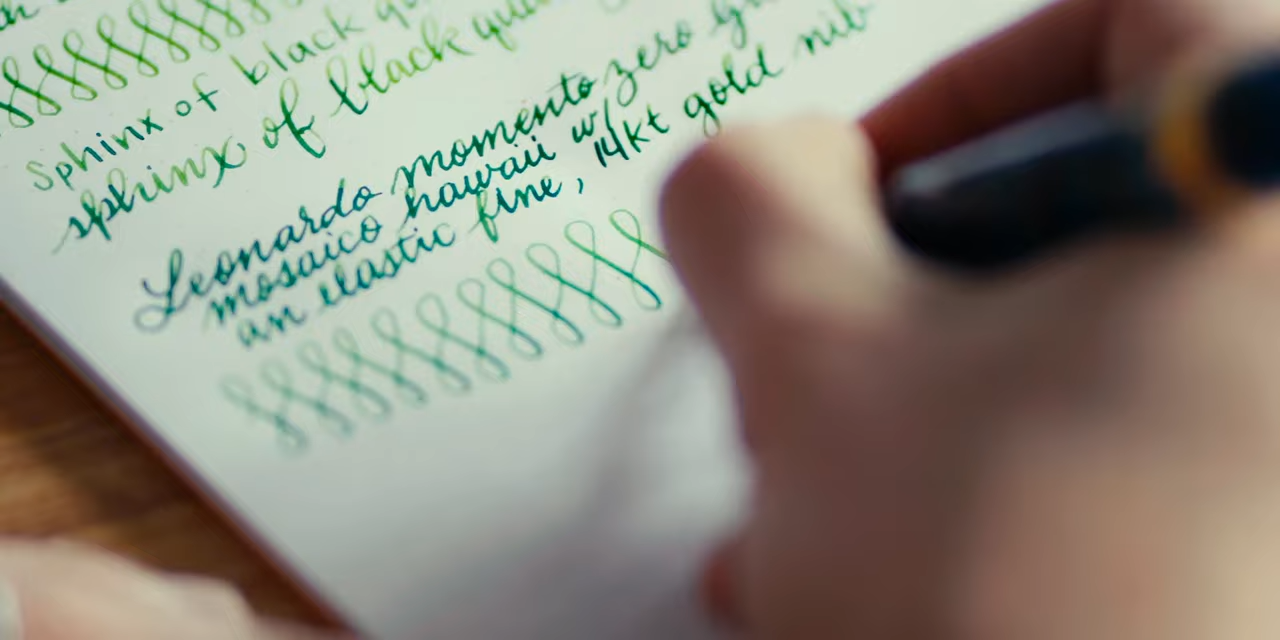 Sphinx of black
sphinx of black
Leonardo momento zero
mosaico hawaii w/
an elastic fine, 14kt gold nib